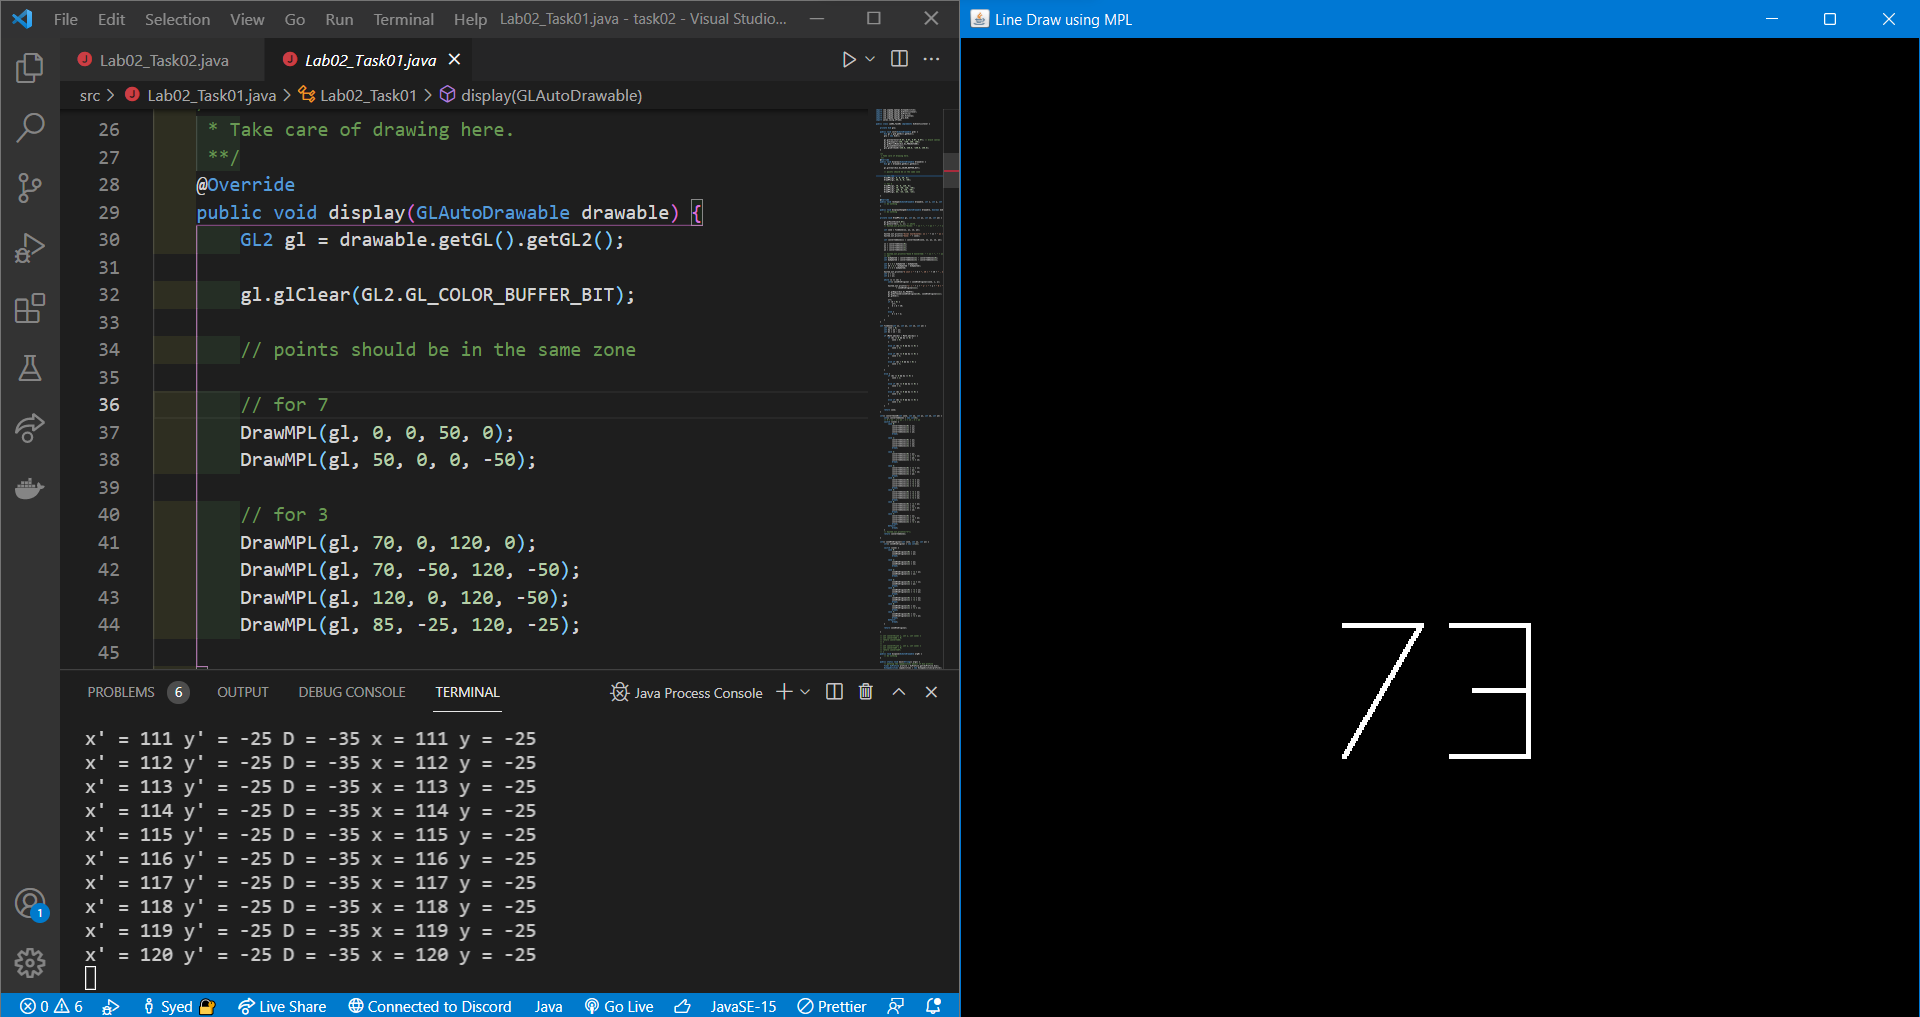 File Edit Selection View Go Run Terminal Help Lab02_Task01.java - task02 - Visual Studio...
Line Draw using MPL
Lab02_Task02.java Lab02_Task01.java
src > Lab02_Task01.java > Lab02_Task01 > display(GLAutoDrawable)
26 * Take care of drawing here.
27 **/
28 @Override
29 public void display(GLAutoDrawable drawable) {
30 GL2 gl = drawable.getGL().getGL2();
31
32 gl.glClear(GL2.GL_COLOR_BUFFER_BIT);
33
34 // points should be in the same zone
35
36 // for 7
37 DrawMPL(gl, 0, 0, 50, 0);
38 DrawMPL(gl, 50, 0, 0, -50);
39
40 // for 3
41 DrawMPL(gl, 70, 0, 120, 0);
42 DrawMPL(gl, 70, -50, 120, -50);
43 DrawMPL(gl, 120, 0, 120, -50);
44 DrawMPL(gl, 85, -25, 120, -25);
45
73
PROBLEMS 6 OUTPUT DEBUG CONSOLE TERMINAL Java Process Console
x' = 111 y' = -25 D = -35 x = 111 y = -25
x' = 112 y' = -25 D = -35 x = 112 y = -25
x' = 113 y' = -25 D = -35 x = 113 y = -25
x' = 114 y' = -25 D = -35 x = 114 y = -25
x' = 115 y' = -25 D = -35 x = 115 y = -25
x' = 116 y' = -25 D = -35 x = 116 y = -25
x' = 117 y' = -25 D = -35 x = 117 y = -25
x' = 118 y' = -25 D = -35 x = 118 y = -25
x' = 119 y' = -25 D = -35 x = 119 y = -25
x' = 120 y' = -25 D = -35 x = 120 y = -25
1
0 6 Syed Live Share Connected to Discord Java Go Live JavaSE-15 Prettier